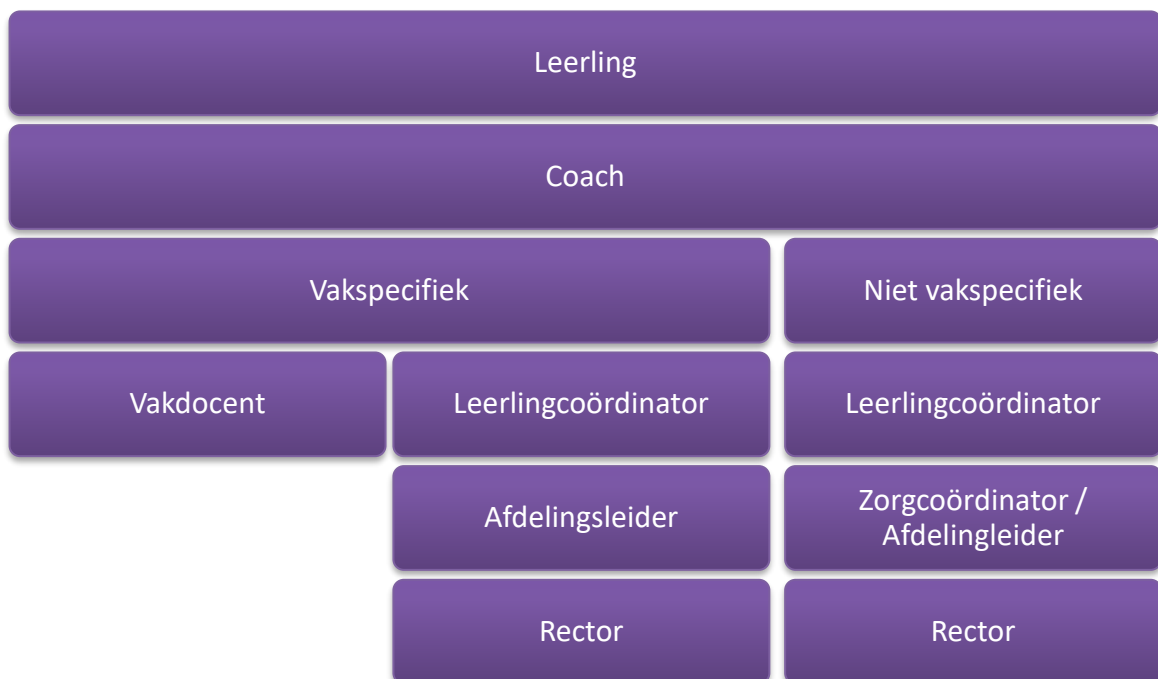 Leerling
Coach
Vakspecifiek
Niet vakspecifiek
Vakdocent
Leerlingcoördinator
Leerlingcoördinator
Afdelingsleider
Zorgcoördinator /
Afdelingleider
Rector
Rector